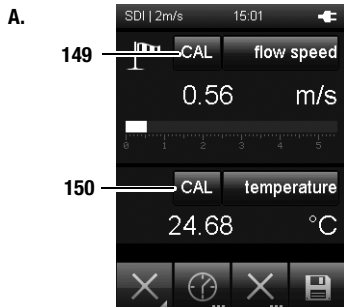 A.
SDI | 2m/s 15:01
149 CAL flow speed
0.56 m/s
0 1 2 3 4 5
150 CAL temperature
24.68 °C